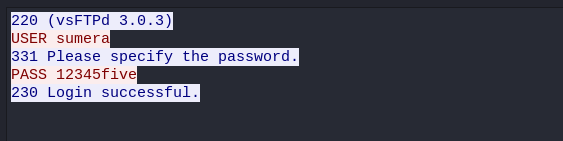 220 (vsFTPd 3.0.3)
USER sumera
331 Please specify the password.
PASS 12345five
230 Login successful.